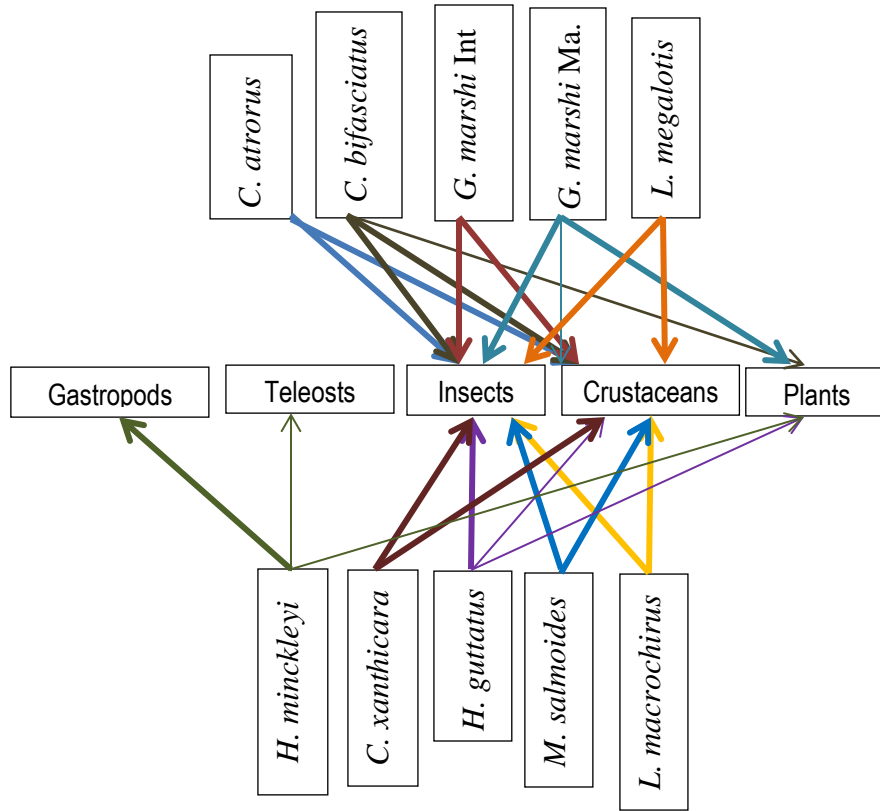 C. atrorus
C. bifasciatus
G. marshi Int
G. marshi Ma.
L. megalotis
Gastropods
Teleosts
Insects
Crustaceans
Plants
H. minckleyi
C. xanthicara
H. guttatus
M. salmoides
L. macrochirus